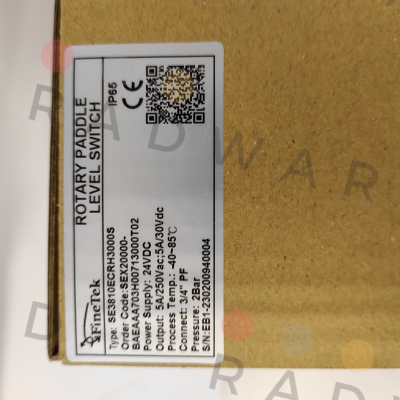 ROTARY PADDLE
LEVEL SWITCH
IP65
FineTek
Type: SE3810ECRH3000S
Order Code:SEX20000-
BAEAAA703H00713000T02
Power Supply: 24VDC
Output: 5A/250Vac;5A/30Vdc
Process Temp.: -40~85℃
Connect: 3/4" PF
Pressure: 2Bar
S/N:EB1-230200940004
RADWAR
RADWAR